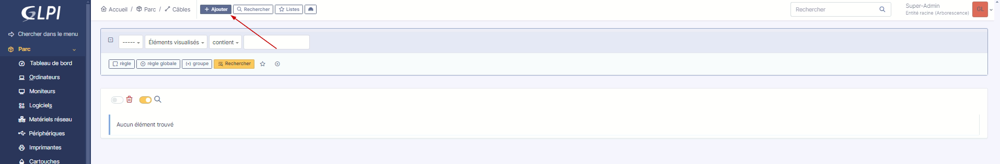 GLPI
Chercher dans le menu
Parc
Tableau de bord
Ordinateurs
Moniteurs
Logiciels
Matériels réseau
Périphériques
Imprimantes
Cartouches
Accueil / Parc / Câbles
Ajouter
Rechercher
Listes
Rechercher
Super-Admin
Entité racine (Arborescence)
GL
----- Éléments visualisés contient
règle
règle globale
groupe
Rechercher
Aucun élément trouvé